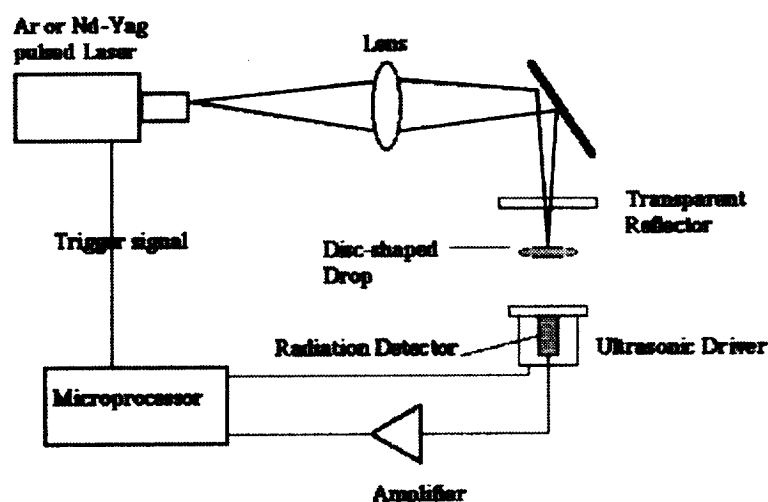 Ar or Nd-Yag
pulsed Laser
Lens
Transparent
Reflector
Trigger signal
Disc-shaped
Drop
Radiation Detector
Ultrasonic Driver
Microprocessor
Amplifier